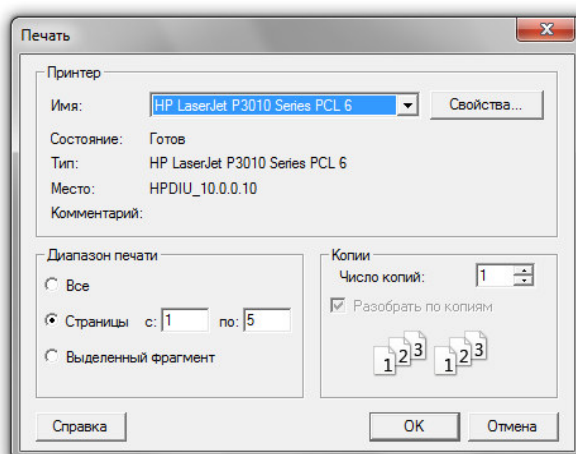 Печать
Принтер
Имя: HP LaserJet P3010 Series PCL 6 Свойства...
Состояние: Готов
Тип: HP LaserJet P3010 Series PCL 6
Место: HPDIU_10.0.0.10
Комментарий:
Диапазон печати
Все
Страницы с: 1 по: 5
Выделенный фрагмент
Копии
Число копий: 1
Разобрать по копиям
1 2 3 1 2 3
Справка OK Отмена